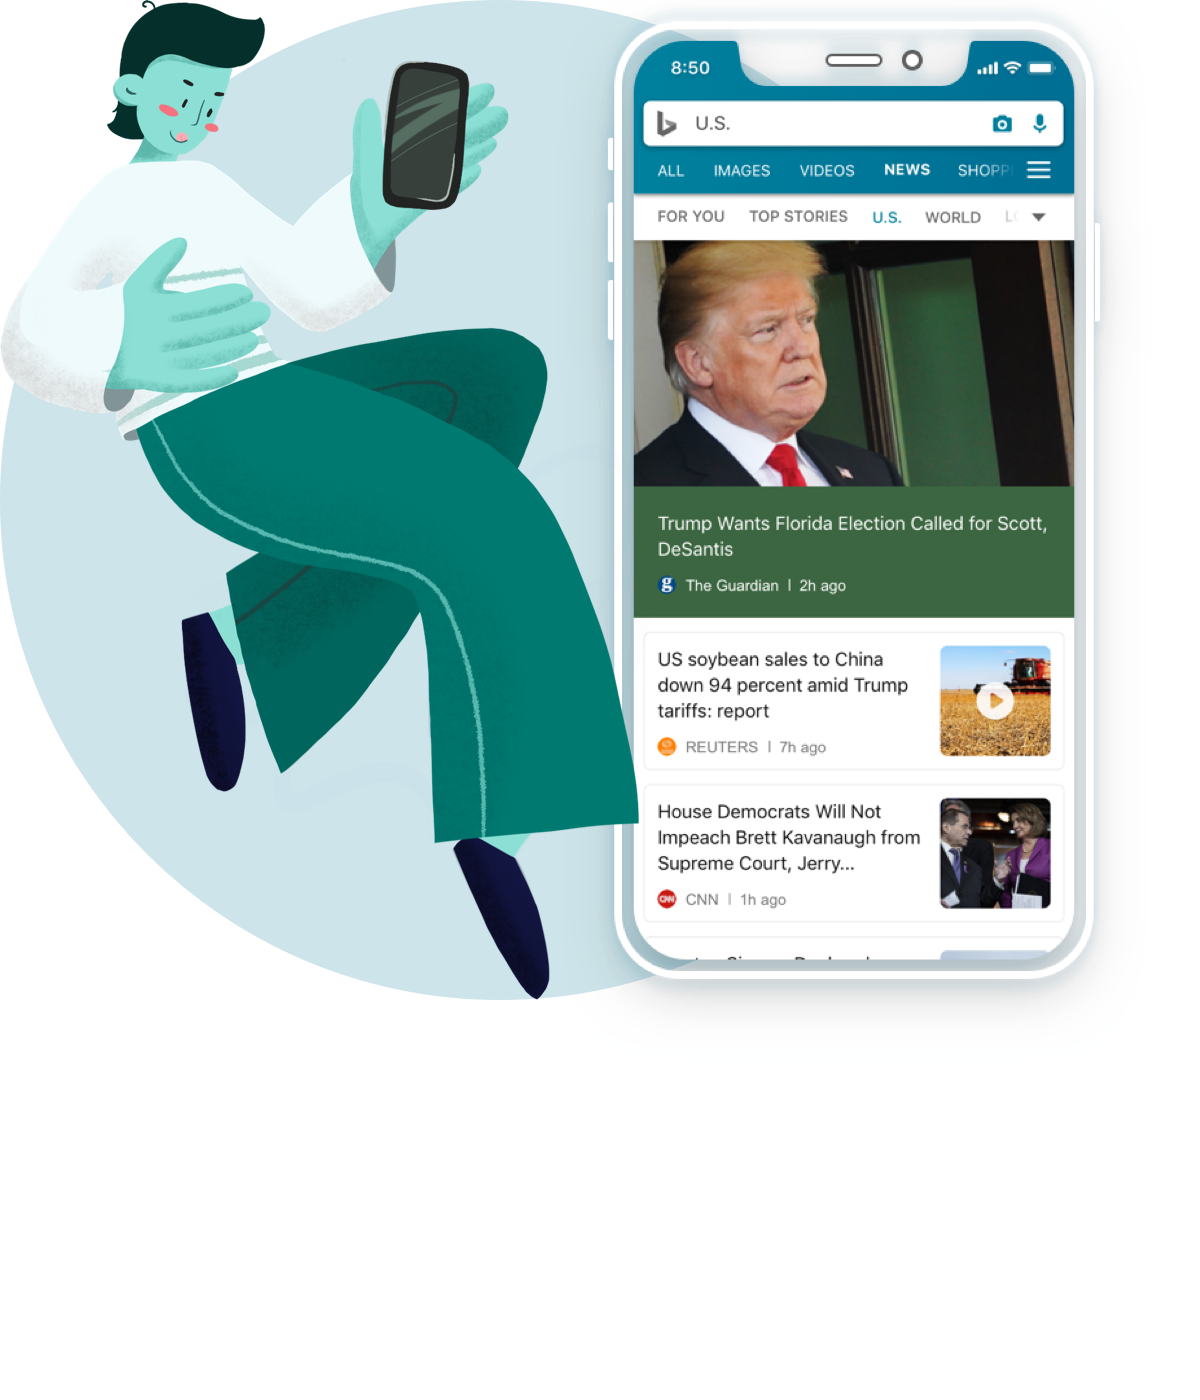 8:50
U.S.
ALL IMAGES VIDEOS NEWS SHOPP
FOR YOU TOP STORIES U.S. WORLD
Trump Wants Florida Election Called for Scott,
DeSantis
g The Guardian | 2h ago
US soybean sales to China
down 94 percent amid Trump
tariffs: report
REUTERS | 7h ago
House Democrats Will Not
Impeach Brett Kavanaugh from
Supreme Court, Jerry...
CNN CNN | 1h ago